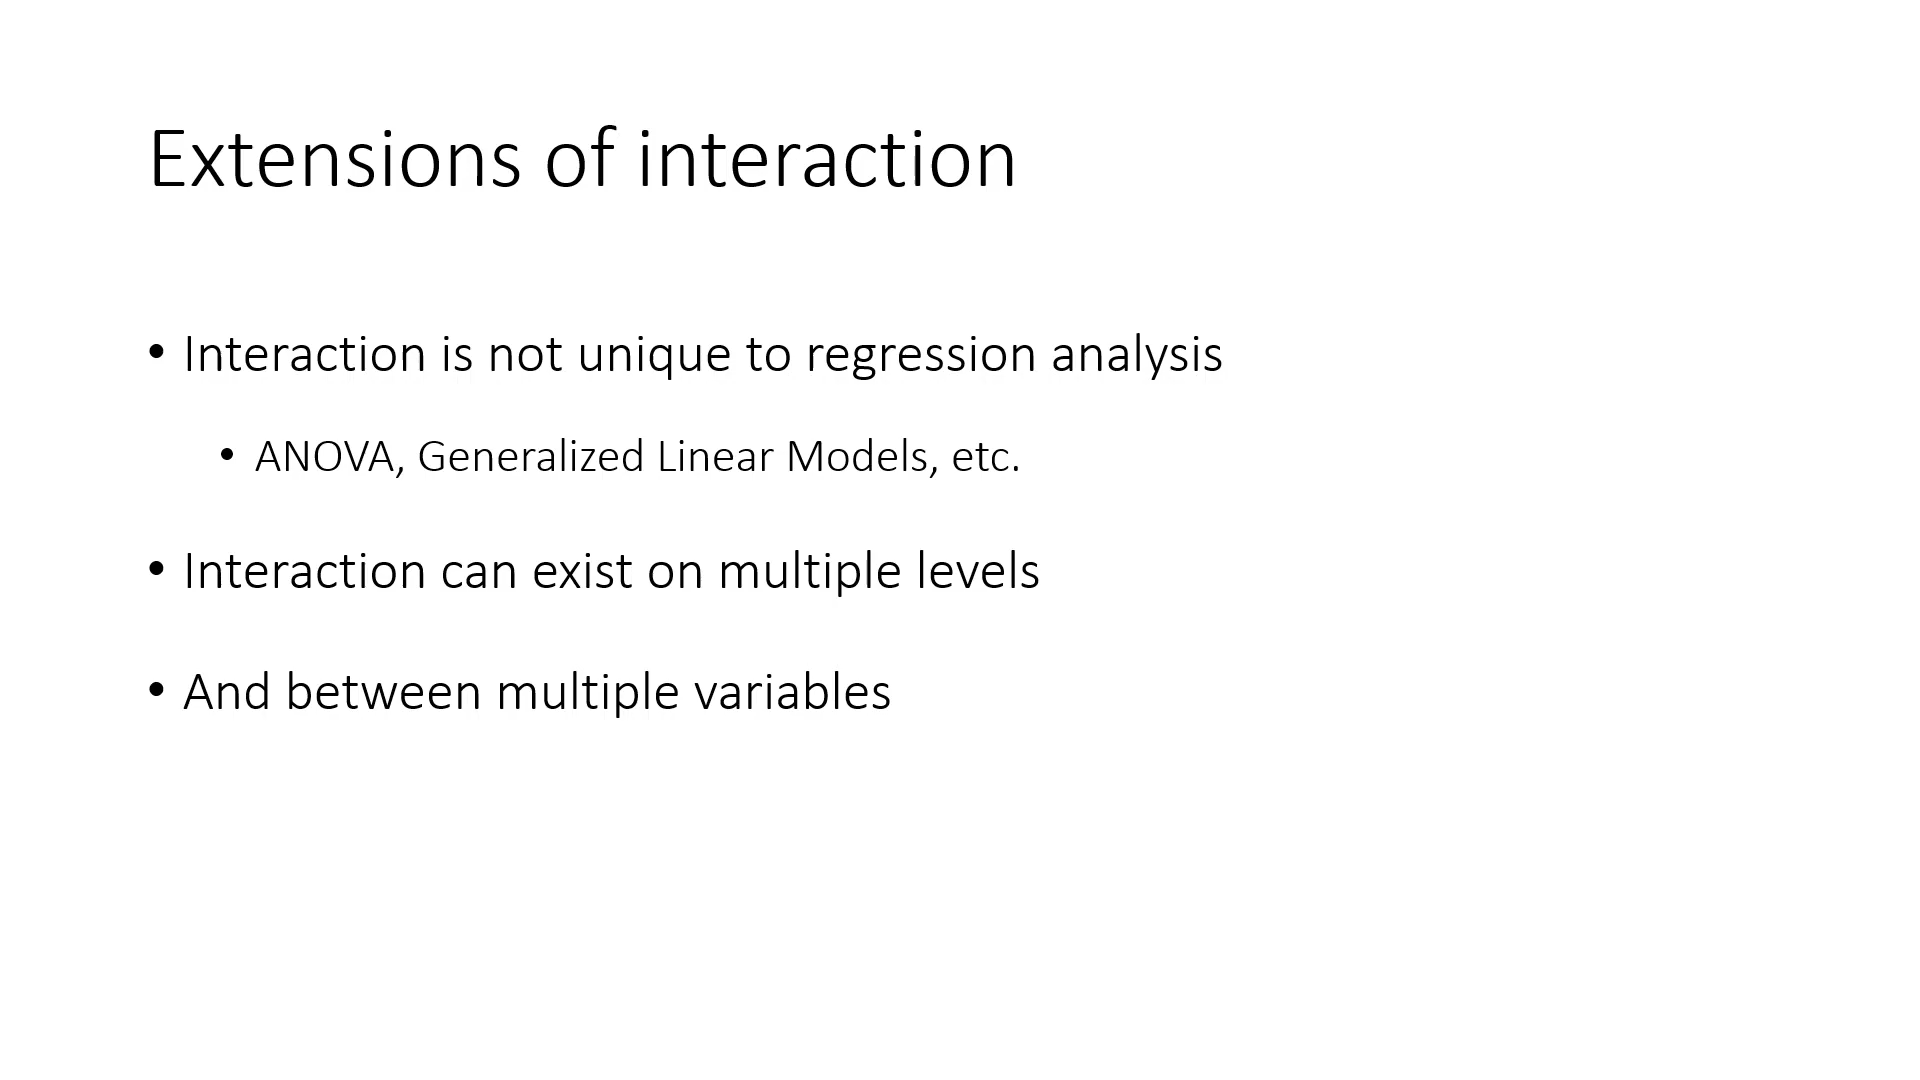 Extensions of interaction
• Interaction is not unique to regression analysis
• ANOVA, Generalized Linear Models, etc.
• Interaction can exist on multiple levels
• And between multiple variables